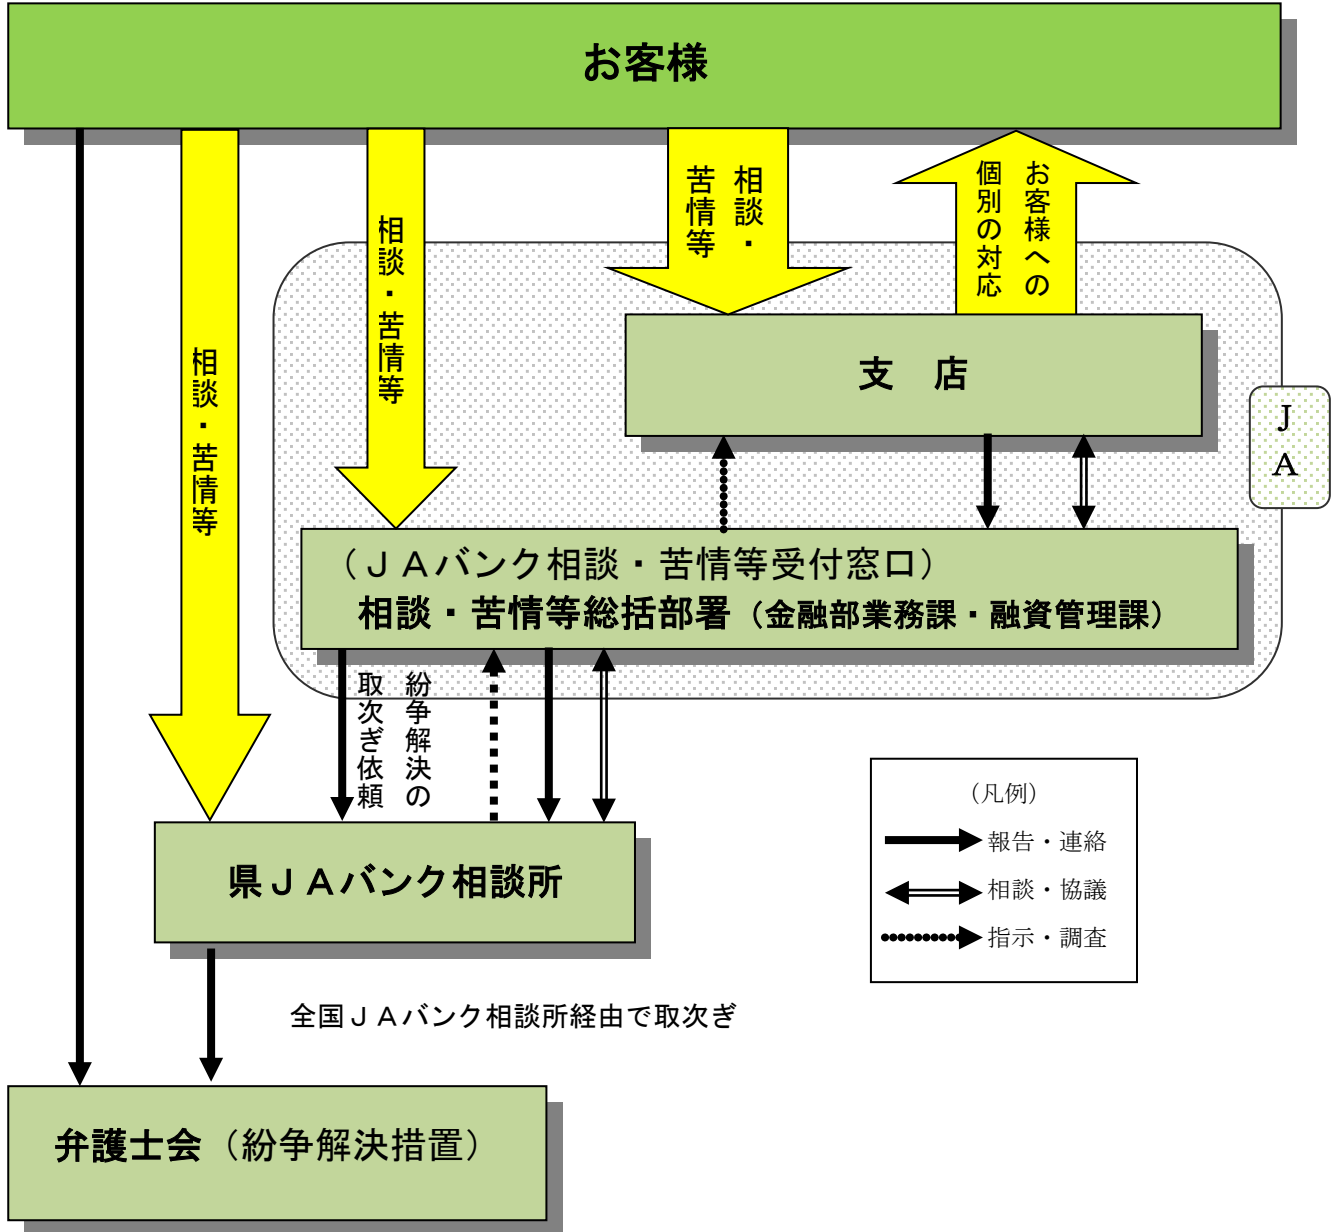 お客様
相談・苦情等
相談・苦情等
相談・
苦情等
お客様への
個別の対応
支　店
ＪＡ
（ＪＡバンク相談・苦情等受付窓口）
相談・苦情等総括部署（金融部業務課・融資管理課）
紛争解決の
取次ぎ依頼
県ＪＡバンク相談所
（凡例）
報告・連絡
相談・協議
指示・調査
全国ＪＡバンク相談所経由で取次ぎ
弁護士会（紛争解決措置）